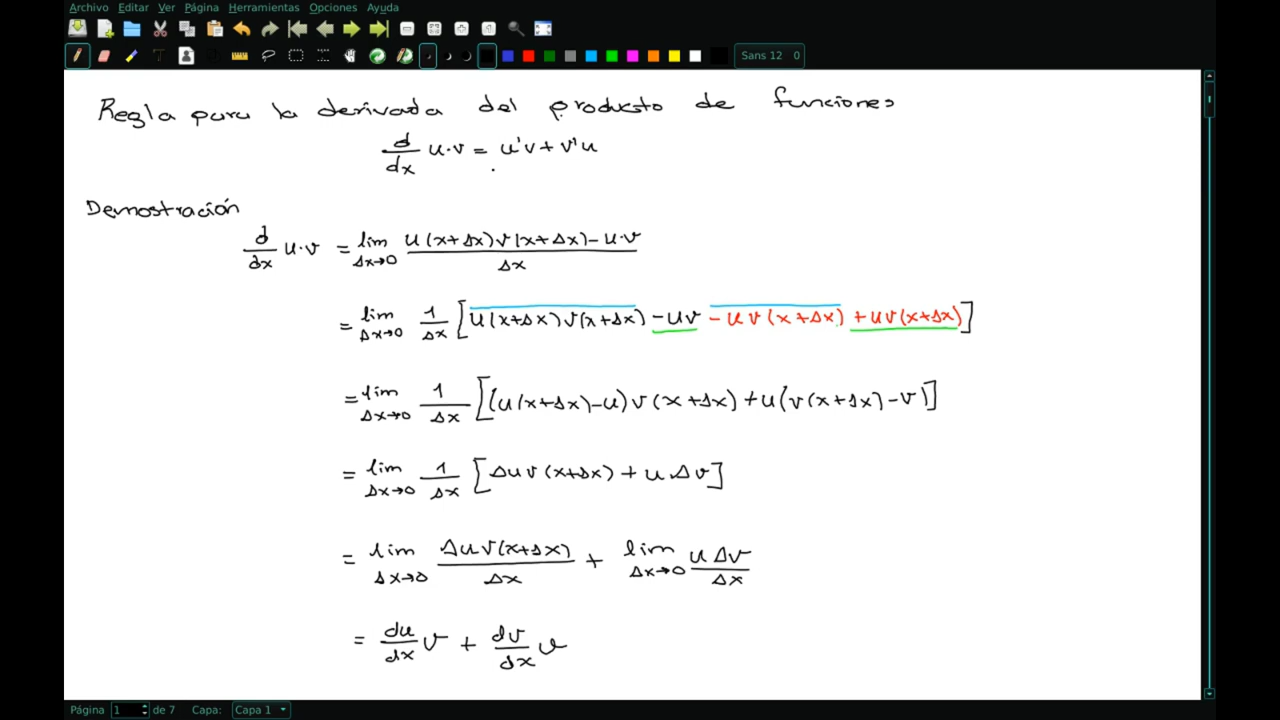 Archivo Editar Ver Página Herramientas Opciones Ayuda
Sans 12 0
Regla para la derivada del producto de funciones
d/dx u·v = u'v + v'u
Demostración
d/dx u·v = lim Δx→0 (u(x+Δx)v(x+Δx) - u·v)/Δx
= lim Δx→0 1/Δx [u(x+Δx)v(x+Δx) - uv - uv(x+Δx) + uv(x+Δx)]
= lim Δx→0 1/Δx [(u(x+Δx)-u)v(x+Δx) + u(v(x+Δx)-v)]
= lim Δx→0 1/Δx [Δu v(x+Δx) + u Δv]
= lim Δx→0 Δu v(x+Δx)/Δx + lim Δx→0 u Δv/Δx
= du/dx v + dv/dx
Página 1 de 7 Capa: Capa 1